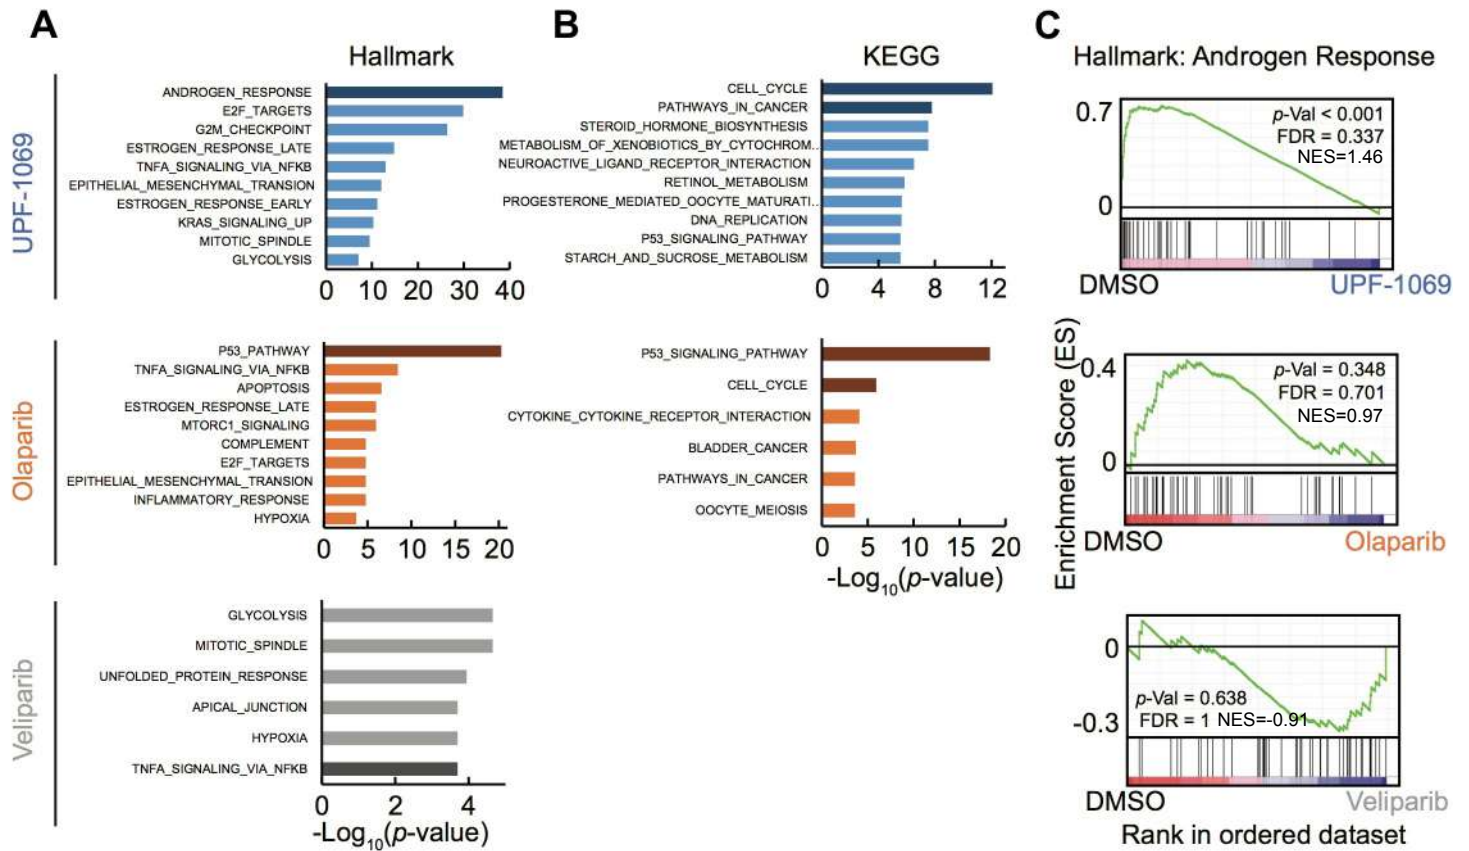 A
B
C
Hallmark
KEGG
Hallmark: Androgen Response
UPF-1069
ANDROGEN_RESPONSE
E2F_TARGETS
G2M_CHECKPOINT
ESTROGEN_RESPONSE_LATE
TNFA_SIGNALING_VIA_NFKB
EPITHELIAL_MESENCHYMAL_TRANSION
ESTROGEN_RESPONSE_EARLY
KRAS_SIGNALING_UP
MITOTIC_SPINDLE
GLYCOLYSIS
0 10 20 30 40
CELL_CYCLE
PATHWAYS_IN_CANCER
STEROID_HORMONE_BIOSYNTHESIS
METABOLISM_OF_XENOBIOTICS_BY_CYTOCHROM..
NEUROACTIVE_LIGAND_RECEPTOR_INTERACTION
RETINOL_METABOLISM
PROGESTERONE_MEDIATED_OOCYTE_MATURATI..
DNA_REPLICATION
P53_SIGNALING_PATHWAY
STARCH_AND_SUCROSE_METABOLISM
0 4 8 12
0.7
0
p-Val < 0.001
FDR = 0.337
NES=1.46
DMSO UPF-1069
Olaparib
P53_PATHWAY
TNFA_SIGNALING_VIA_NFKB
APOPTOSIS
ESTROGEN_RESPONSE_LATE
MTORC1_SIGNALING
COMPLEMENT
E2F_TARGETS
EPITHELIAL_MESENCHYMAL_TRANSION
INFLAMMATORY_RESPONSE
HYPOXIA
0 5 10 15 20
P53_SIGNALING_PATHWAY
CELL_CYCLE
CYTOKINE_CYTOKINE_RECEPTOR_INTERACTION
BLADDER_CANCER
PATHWAYS_IN_CANCER
OOCYTE_MEIOSIS
0 5 10 15 20
-Log10(p-value)
Enrichment Score (ES)
0.4
0
p-Val = 0.348
FDR = 0.701
NES=0.97
DMSO Olaparib
Veliparib
GLYCOLYSIS
MITOTIC_SPINDLE
UNFOLDED_PROTEIN_RESPONSE
APICAL_JUNCTION
HYPOXIA
TNFA_SIGNALING_VIA_NFKB
0 2 4
-Log10(p-value)
0
-0.3
p-Val = 0.638
FDR = 1 NES=-0.91
DMSO Veliparib
Rank in ordered dataset